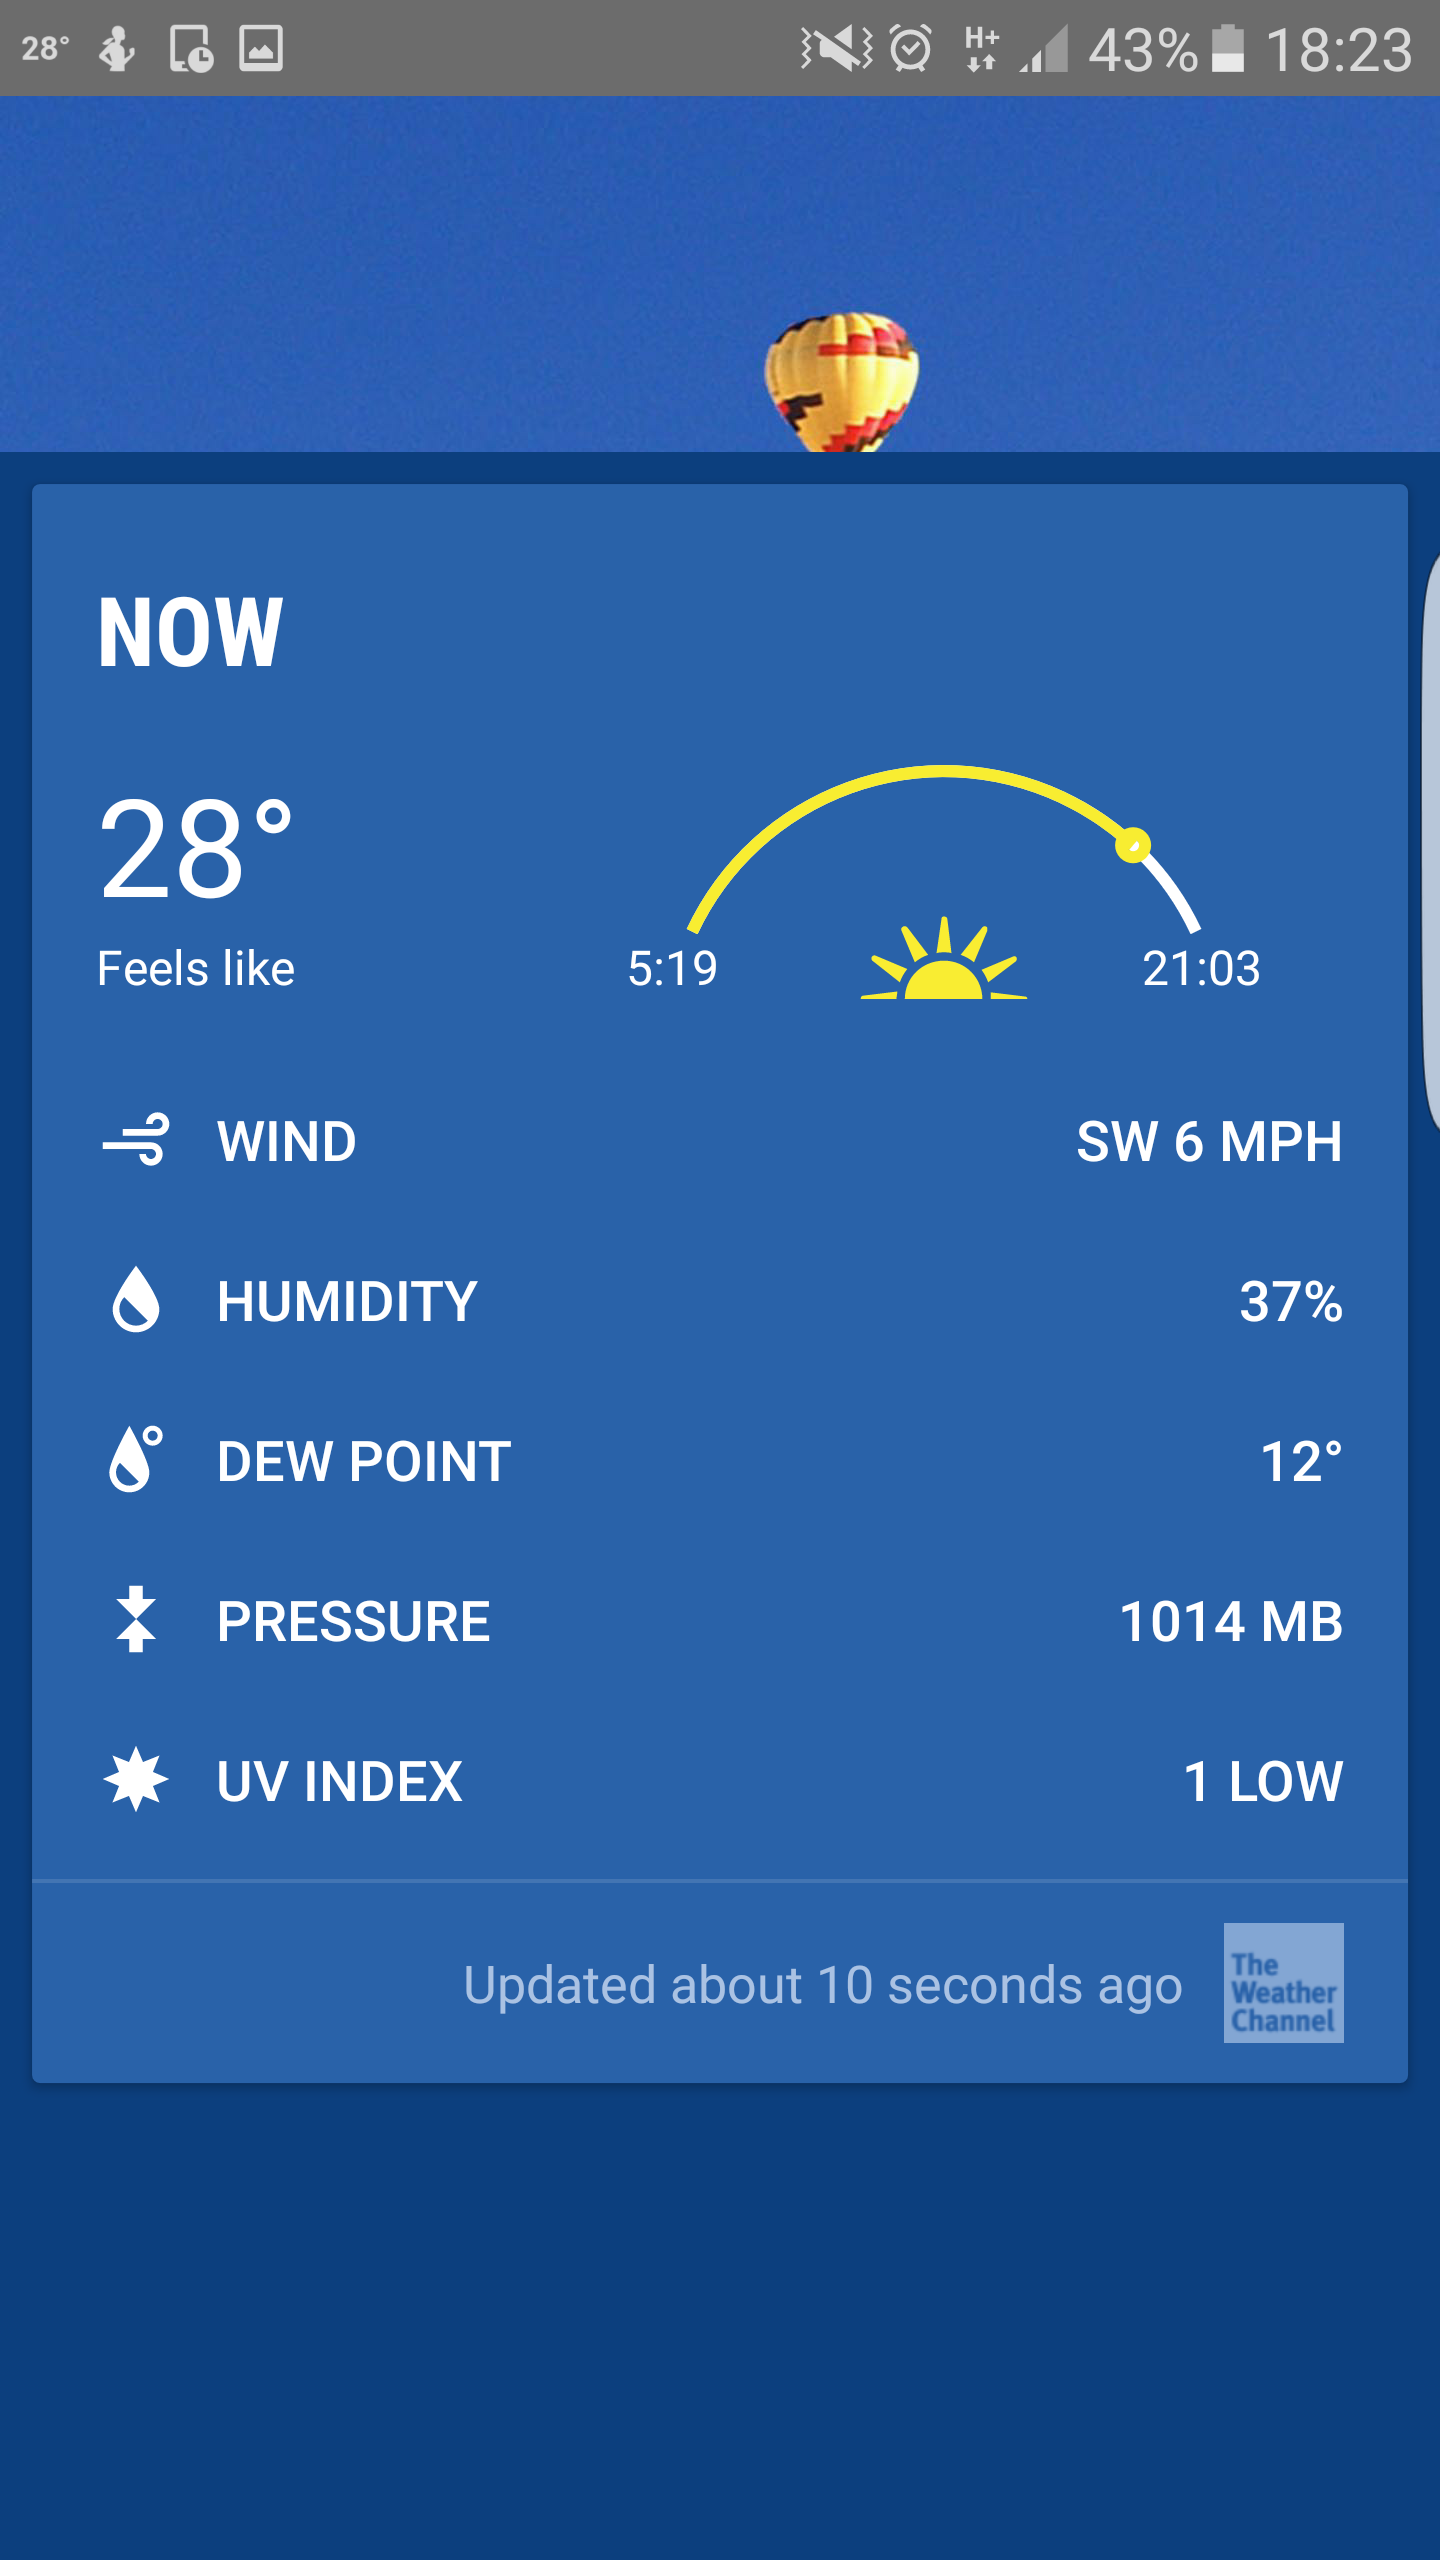 28° H+ 43% 18:23
NOW
28°
Feels like 5:19 21:03
WIND SW 6 MPH
HUMIDITY 37%
DEW POINT 12°
PRESSURE 1014 MB
UV INDEX 1 LOW
Updated about 10 seconds ago
The
Weather
Channel